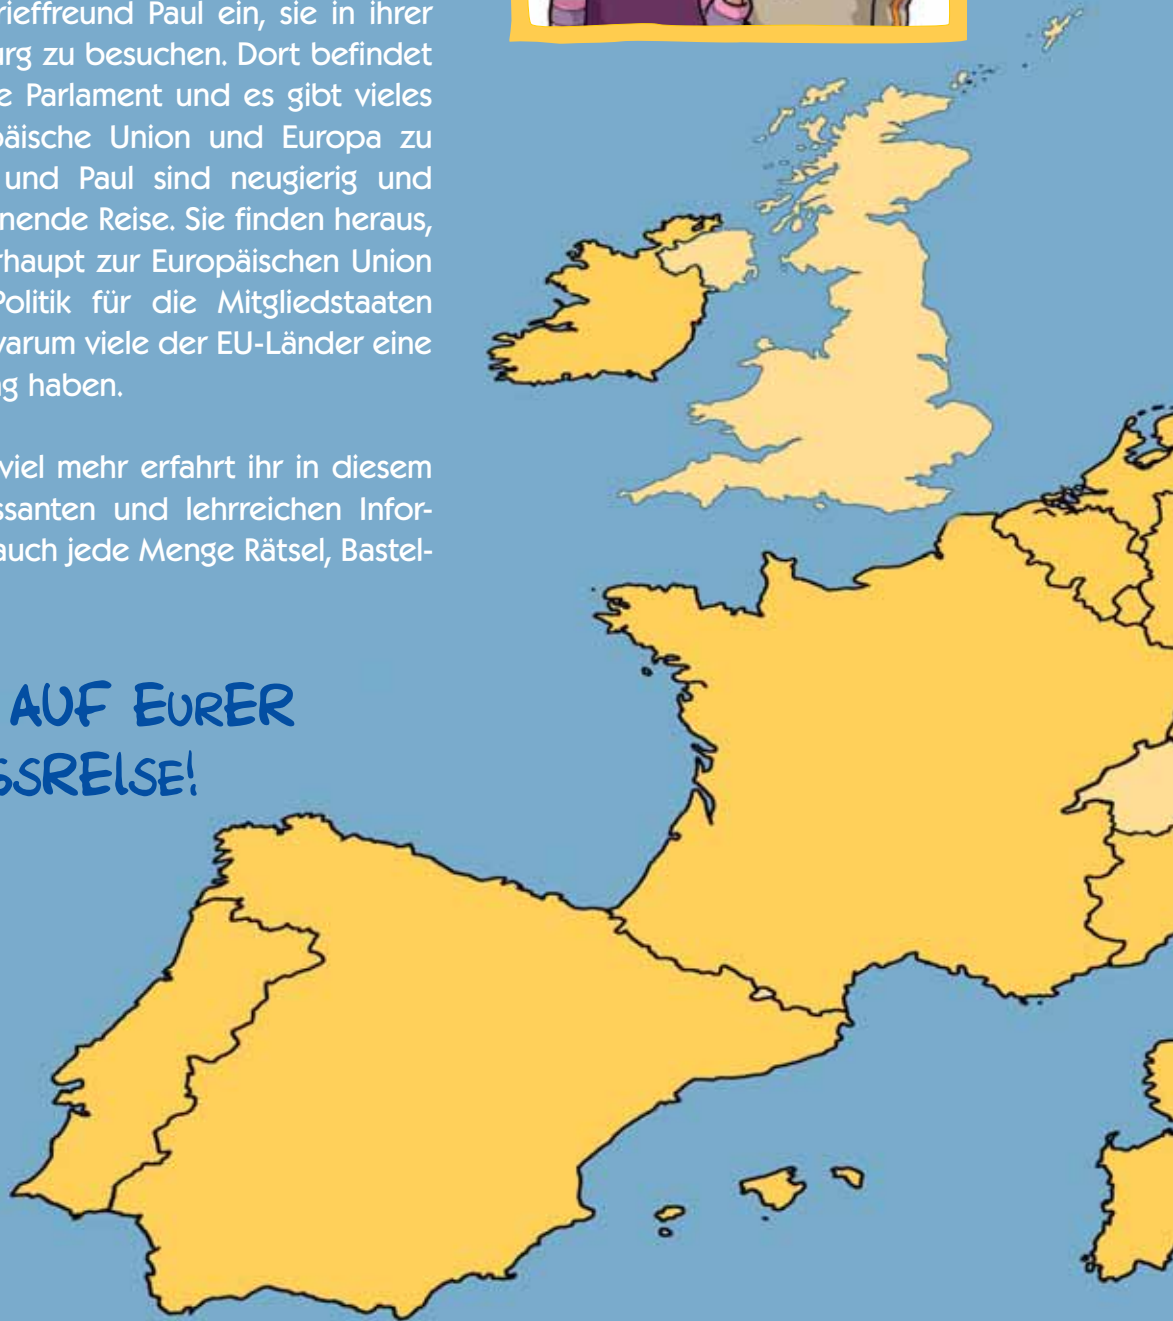 rieffreund Paul ein, sie in ihrer
urg zu besuchen. Dort befindet
e Parlament und es gibt vieles
päische Union und Europa zu
und Paul sind neugierig und
nende Reise. Sie finden heraus,
rhaupt zur Europäischen Union
Politik für die Mitgliedstaaten
varum viele der EU-Länder eine
g haben.
viel mehr erfahrt ihr in diesem
ssanten und lehrreichen Infor-
auch jede Menge Rätsel, Bastel-
AUF EURER
SSREISE!